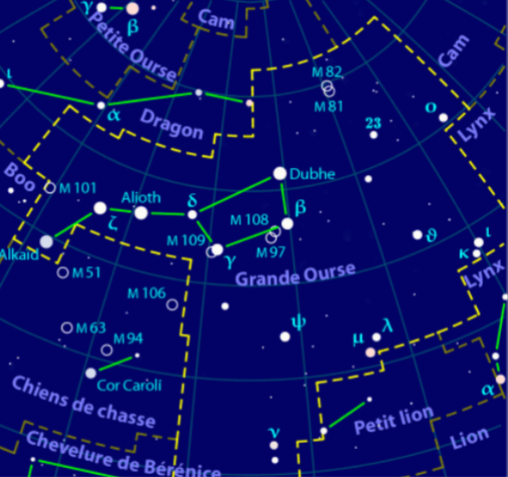 γ
β
Cam
Petite Ourse
Cam
ι
α
Dragon
M 82
M 81
23
ο
Lynx
Boo
M 101
Alioth
δ
Dubhe
ζ
M 108
β
M 109
M 97
γ
Alkaid
Grande Ourse
θ
ι
κ
Lynx
M 51
M 106
M 63
M 94
ψ
λ
μ
Cor Caroli
α
Chiens de chasse
Petit lion
Lion
ν
Chevelure de Bérénice